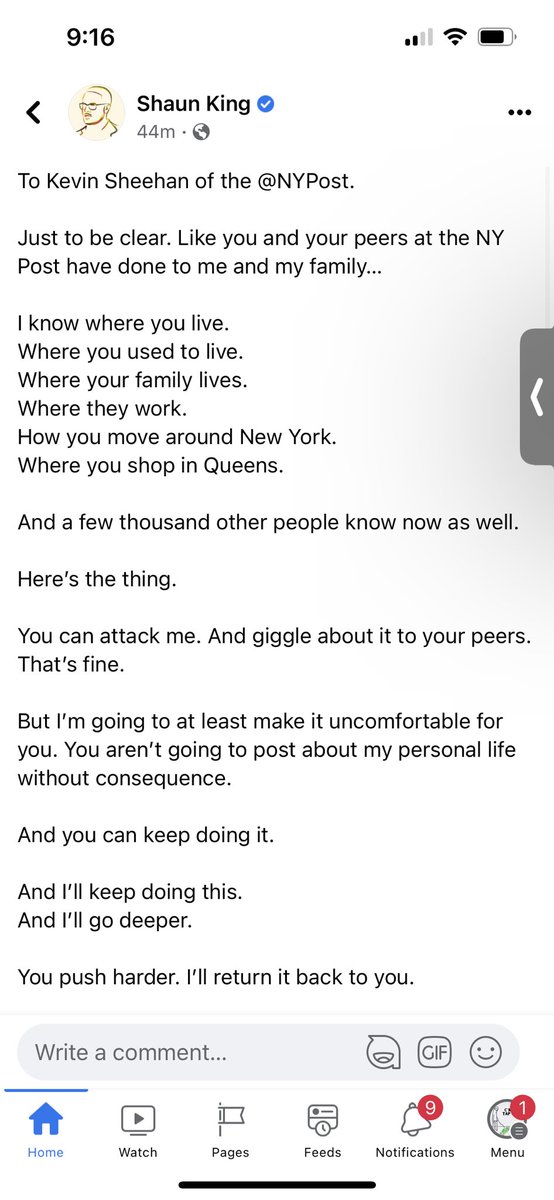 9:16
Shaun King
44m ·
To Kevin Sheehan of the @NYPost.
Just to be clear. Like you and your peers at the NY
Post have done to me and my family...
I know where you live.
Where you used to live.
Where your family lives.
Where they work.
How you move around New York.
Where you shop in Queens.
And a few thousand other people know now as well.
Here's the thing.
You can attack me. And giggle about it to your peers.
That's fine.
But I'm going to at least make it uncomfortable for
you. You aren't going to post about my personal life
without consequence.
And you can keep doing it.
And I'll keep doing this.
And I'll go deeper.
You push harder. I'll return it back to you.
Write a comment...
GIF
9
1
Home
Watch
Pages
Feeds
Notifications
Menu